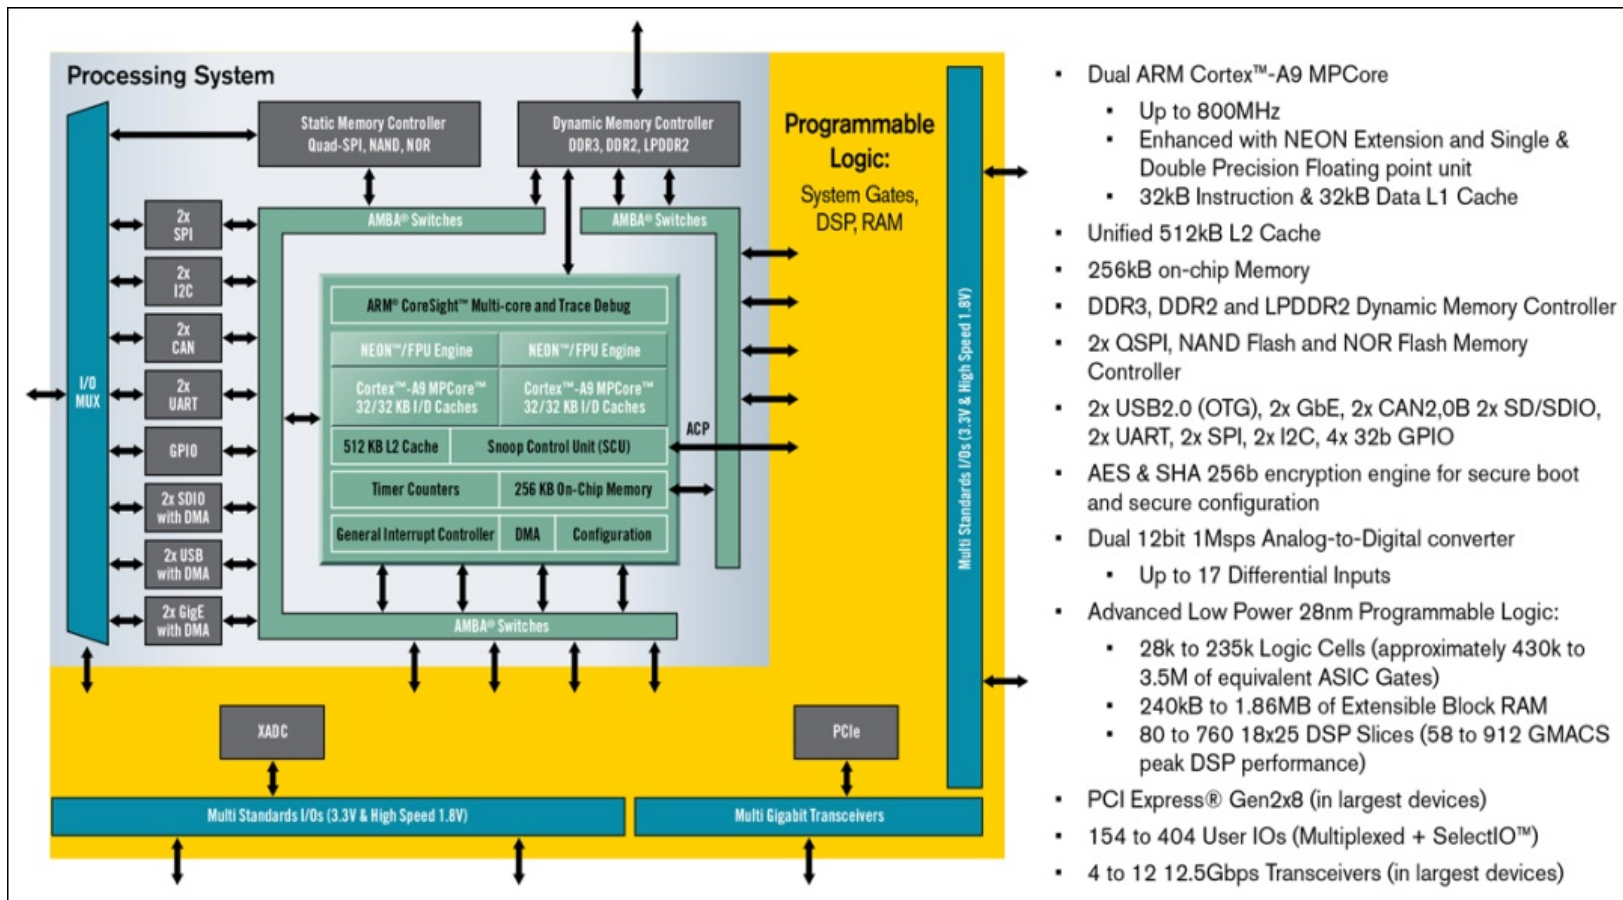 Processing System
Static Memory Controller
Quad-SPI, NAND, NOR
Dynamic Memory Controller
DDR3, DDR2, LPDDR2
Programmable
Logic:
System Gates,
DSP, RAM
AMBA® Switches
AMBA® Switches
I/O
MUX
2x
SPI
2x
I2C
2x
CAN
2x
UART
GPIO
2x SDIO
with DMA
2x USB
with DMA
2x GigE
with DMA
ARM® CoreSight™ Multi-core and Trace Debug
NEON™/FPU Engine
NEON™/FPU Engine
Cortex™-A9 MPCore™
32/32 KB I/D Caches
Cortex™-A9 MPCore™
32/32 KB I/D Caches
512 KB L2 Cache
Snoop Control Unit (SCU)
ACP
Timer Counters
256 KB On-Chip Memory
General Interrupt Controller
DMA
Configuration
AMBA® Switches
XADC
PCIe
Multi Standards I/Os (3.3V & High Speed 1.8V)
Multi Gigabit Transceivers
Multi Standards I/Os (3.3V & High Speed 1.8V)
▪ Dual ARM Cortex™-A9 MPCore
▪ Up to 800MHz
▪ Enhanced with NEON Extension and Single &
Double Precision Floating point unit
▪ 32kB Instruction & 32kB Data L1 Cache
▪ Unified 512kB L2 Cache
▪ 256kB on-chip Memory
▪ DDR3, DDR2 and LPDDR2 Dynamic Memory Controller
▪ 2x QSPI, NAND Flash and NOR Flash Memory
Controller
▪ 2x USB2.0 (OTG), 2x GbE, 2x CAN2,0B 2x SD/SDIO,
2x UART, 2x SPI, 2x I2C, 4x 32b GPIO
▪ AES & SHA 256b encryption engine for secure boot
and secure configuration
▪ Dual 12bit 1Msps Analog-to-Digital converter
▪ Up to 17 Differential Inputs
▪ Advanced Low Power 28nm Programmable Logic:
▪ 28k to 235k Logic Cells (approximately 430k to
3.5M of equivalent ASIC Gates)
▪ 240kB to 1.86MB of Extensible Block RAM
▪ 80 to 760 18x25 DSP Slices (58 to 912 GMACS
peak DSP performance)
▪ PCI Express® Gen2x8 (in largest devices)
▪ 154 to 404 User IOs (Multiplexed + SelectIO™)
▪ 4 to 12 12.5Gbps Transceivers (in largest devices)